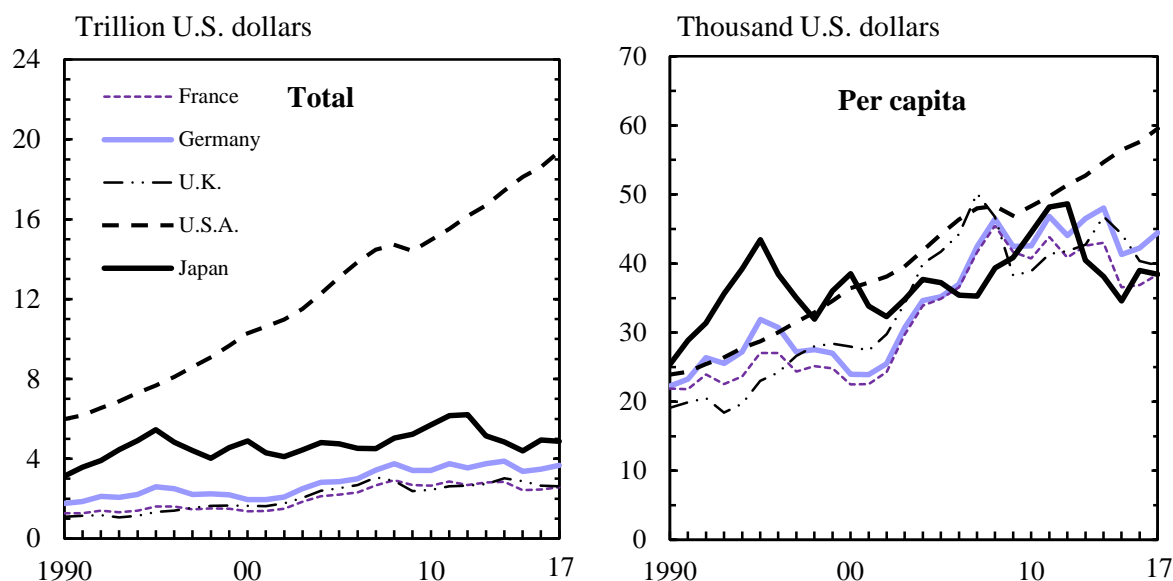 Trillion U.S. dollars
24
20
16
12
8
4
0
1990
00
10
17
Total
France
Germany
U.K.
U.S.A.
Japan
Thousand U.S. dollars
70
60
50
40
30
20
10
0
1990
00
10
17
Per capita